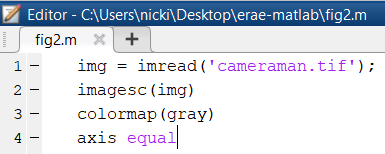 Editor - C:\Users\nicki\Desktop\erae-matlab\fig2.m
fig2.m × +
1 – img = imread('cameraman.tif');
2 – imagesc(img)
3 – colormap(gray)
4 – axis equal